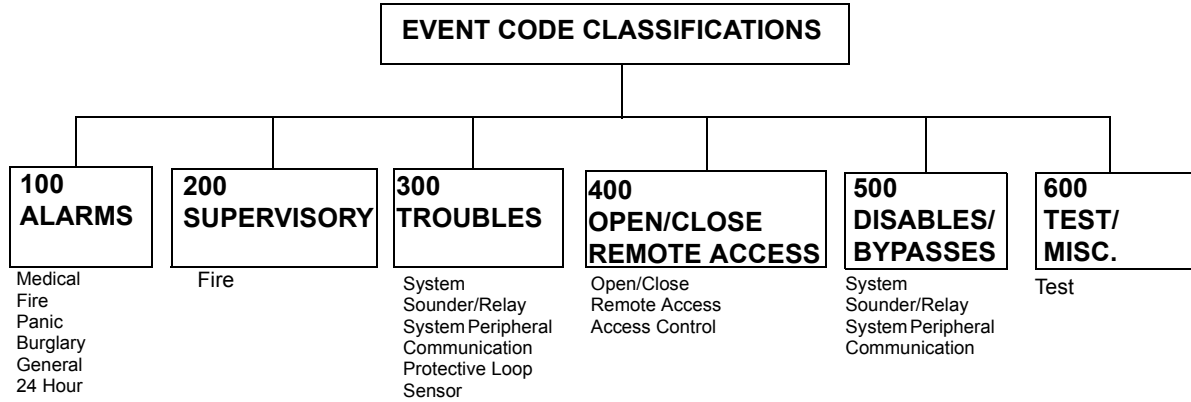 EVENT CODE CLASSIFICATIONS
100
ALARMS
Medical
Fire
Panic
Burglary
General
24 Hour
200
SUPERVISORY
Fire
300
TROUBLES
System
Sounder/Relay
System Peripheral
Communication
Protective Loop
Sensor
400
OPEN/CLOSE
REMOTE ACCESS
Open/Close
Remote Access
Access Control
500
DISABLES/
BYPASSES
System
Sounder/Relay
System Peripheral
Communication
600
TEST/
MISC.
Test